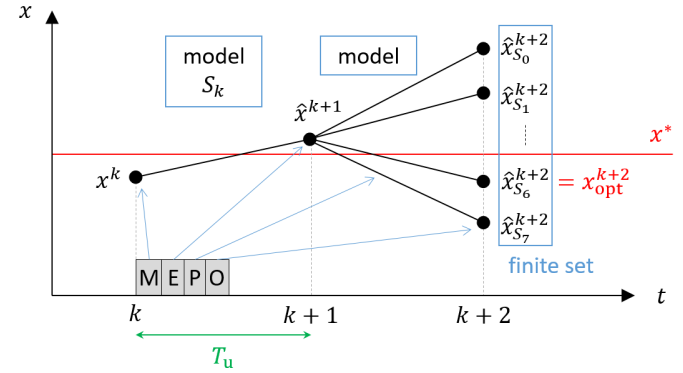 x
model
S_k
model
x̂^{k+1}
x̂^{k+2}_{S_0}
x̂^{k+2}_{S_1}
x*
x^k
x̂^{k+2}_{S_6} = x^{k+2}_{opt}
x̂^{k+2}_{S_7}
finite set
M E P O
k
k + 1
k + 2
t
T_u